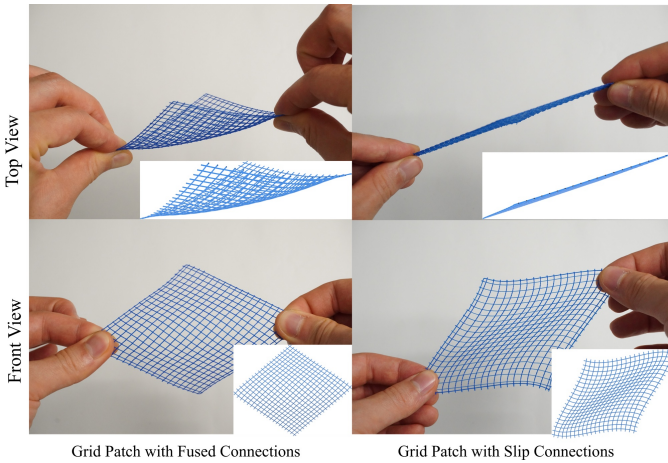 Top View
Front View
Grid Patch with Fused Connections
Grid Patch with Slip Connections